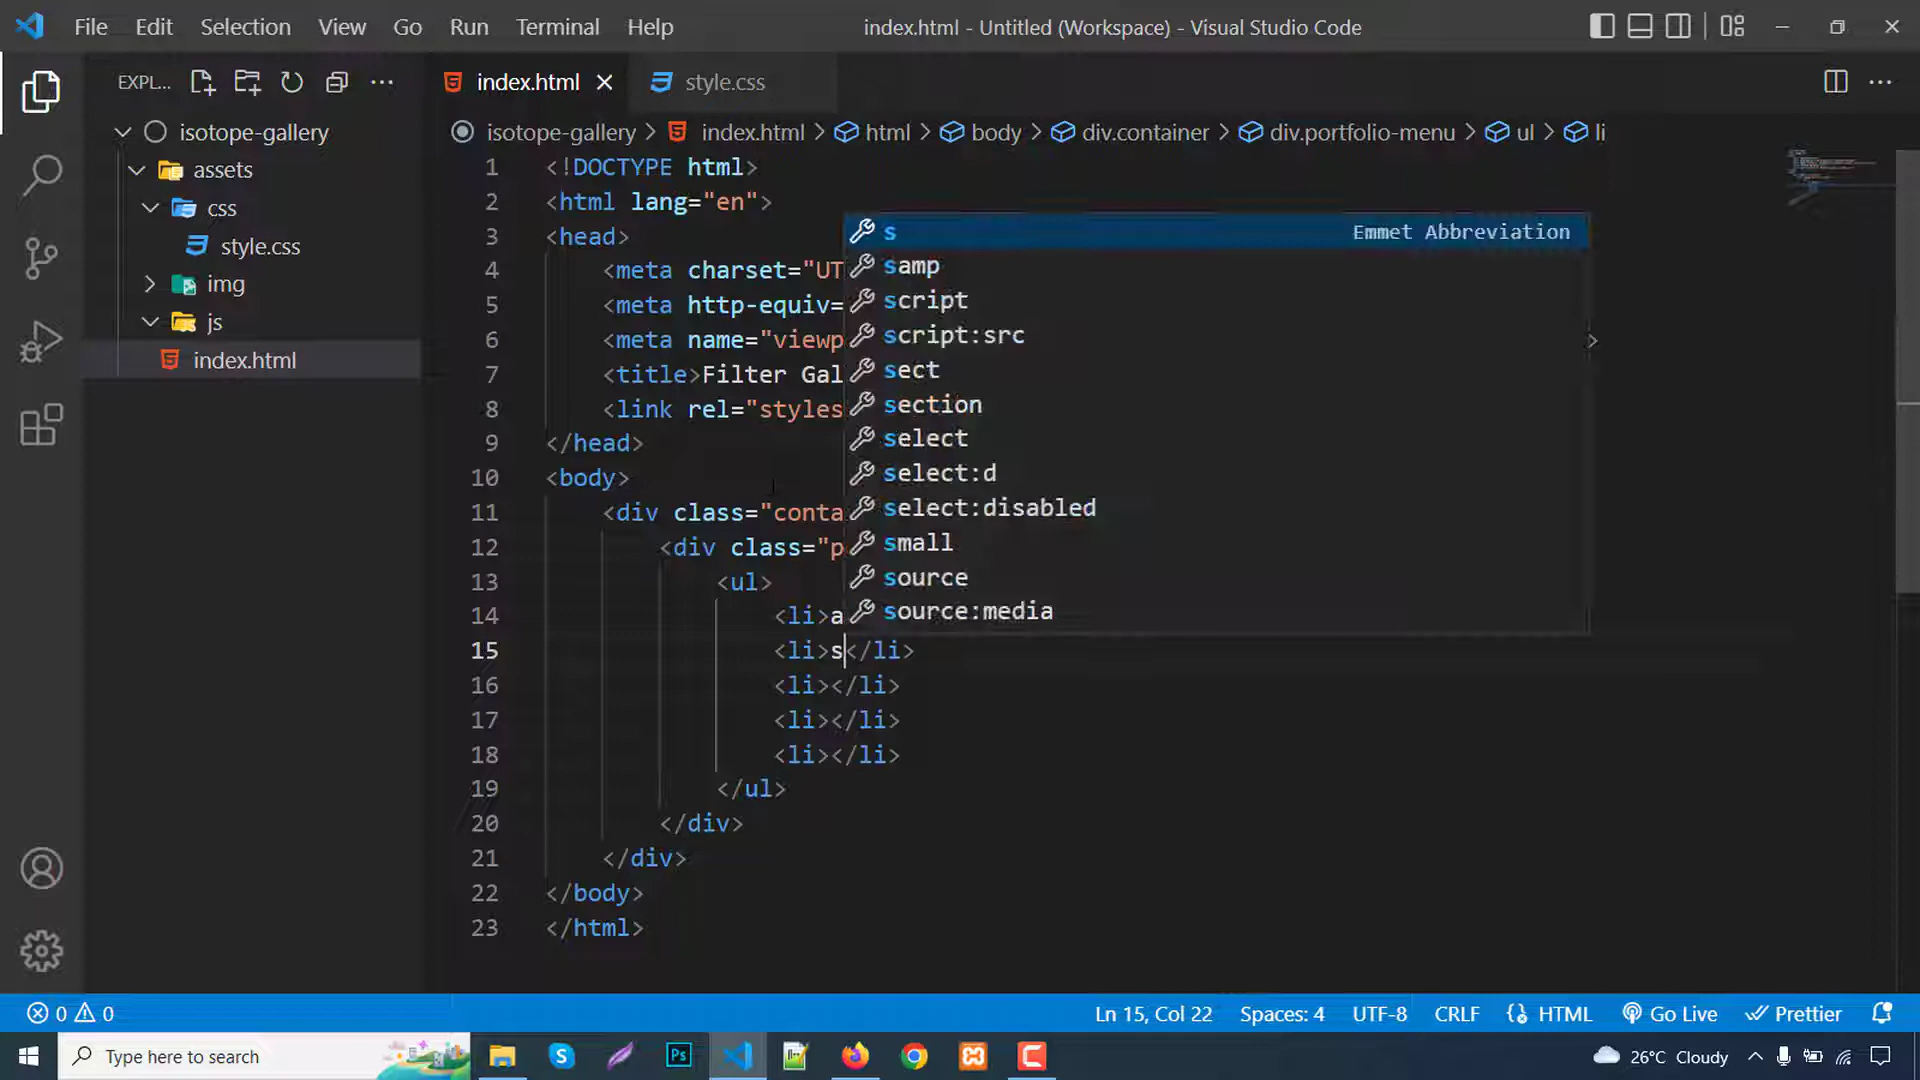 File Edit Selection View Go Run Terminal Help index.html - Untitled (Workspace) - Visual Studio Code
EXPL... index.html style.css
isotope-gallery
assets
css
style.css
img
js
index.html
isotope-gallery > index.html > html > body > div.container > div.portfolio-menu > ul > li
1 <!DOCTYPE html>
2 <html lang="en">
3 <head>
4 <meta charset="UT
5 <meta http-equiv=
6 <meta name="viewp
7 <title>Filter Gal
8 <link rel="styles
9 </head>
10 <body>
11 <div class="conta
12 <div class="p
13 <ul>
14 <li>a
15 <li>s</li>
16 <li></li>
17 <li></li>
18 <li></li>
19 </ul>
20 </div>
21 </div>
22 </body>
23 </html>
s Emmet Abbreviation
samp
script
script:src
sect
section
select
select:d
select:disabled
small
source
source:media
0 0 Ln 15, Col 22 Spaces: 4 UTF-8 CRLF HTML Go Live Prettier
Type here to search 26°C Cloudy